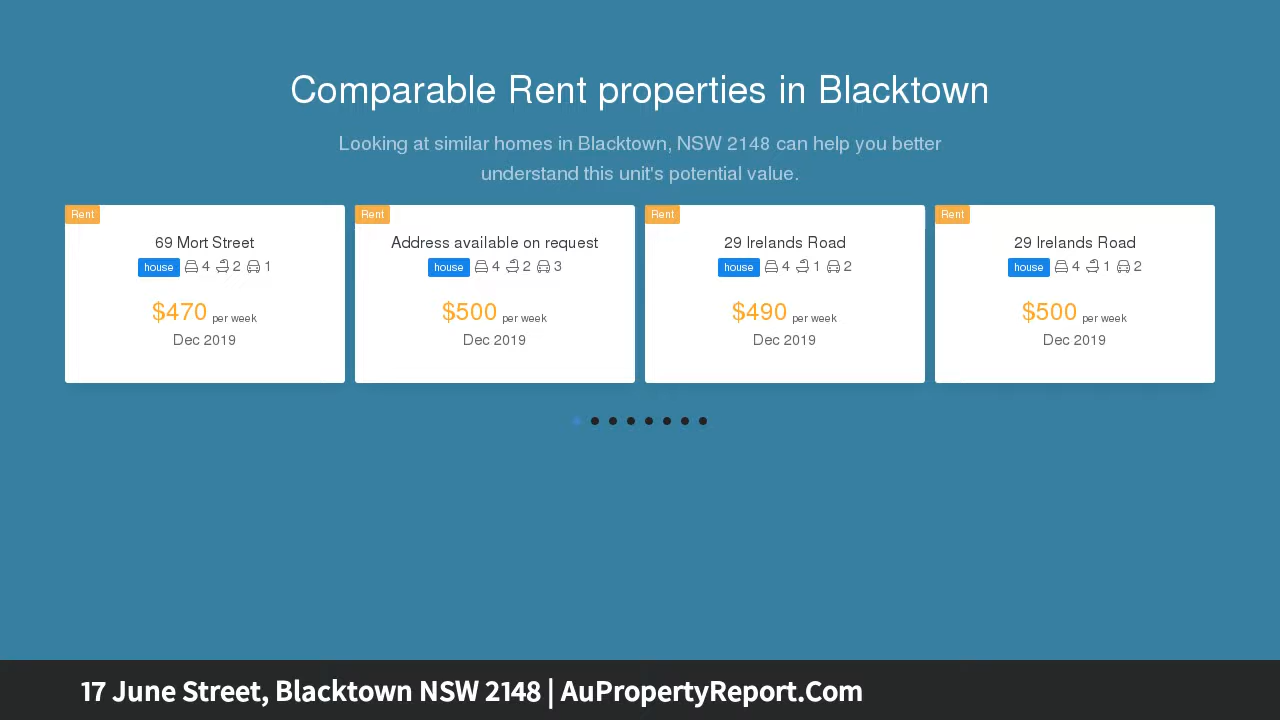 Comparable Rent properties in Blacktown
Looking at similar homes in Blacktown, NSW 2148 can help you better
understand this unit's potential value.
Rent
69 Mort Street
house 4 2 1
$470 per week
Dec 2019
Rent
Address available on request
house 4 2 3
$500 per week
Dec 2019
Rent
29 Irelands Road
house 4 1 2
$490 per week
Dec 2019
Rent
29 Irelands Road
house 4 1 2
$500 per week
Dec 2019
17 June Street, Blacktown NSW 2148 | AuPropertyReport.Com